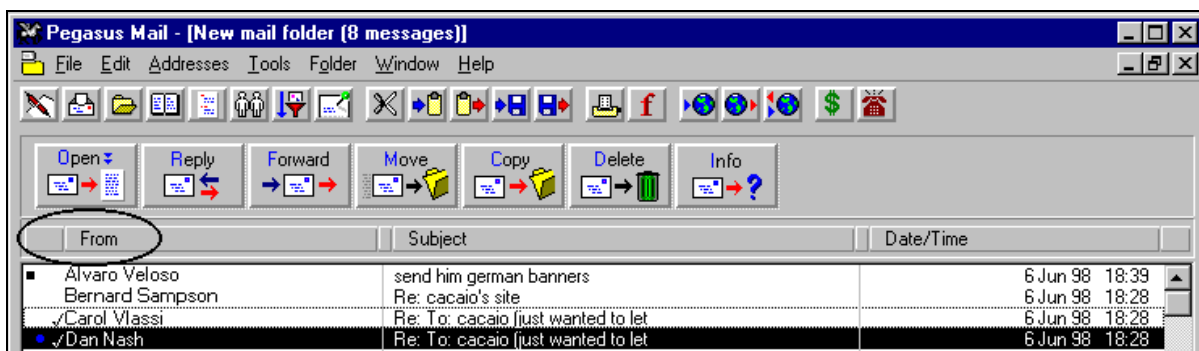 Pegasus Mail - [New mail folder (8 messages)]
File Edit Addresses Tools Folder Window Help
Open Reply Forward Move Copy Delete Info
From Subject Date/Time
Alvaro Veloso send him german banners 6 Jun 98 18:39
Bernard Sampson Re: cacaio's site 6 Jun 98 18:28
Carol Vlassi Re: To: cacaio (just wanted to let 6 Jun 98 18:28
Dan Nash Re: To: cacaio (just wanted to let 6 Jun 98 18:28